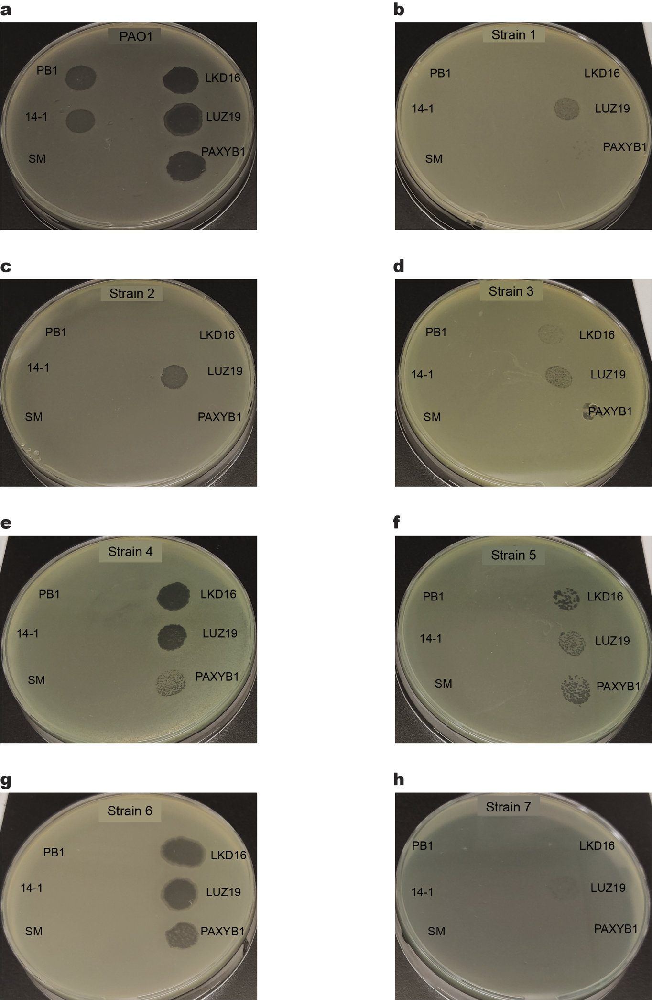 a
PAO1
PB1
LKD16
14-1
LUZ19
PAXYB1
SM
b
Strain 1
PB1
LKD16
14-1
LUZ19
PAXYB1
SM
c
Strain 2
PB1
LKD16
14-1
LUZ19
SM
PAXYB1
d
Strain 3
PB1
LKD16
14-1
LUZ19
PAXYB1
SM
e
Strain 4
PB1
LKD16
14-1
LUZ19
PAXYB1
SM
f
Strain 5
PB1
LKD16
14-1
LUZ19
SM
PAXYB1
g
Strain 6
PB1
LKD16
14-1
LUZ19
SM
PAXYB1
h
Strain 7
PB1
LKD16
14-1
LUZ19
SM
PAXYB1